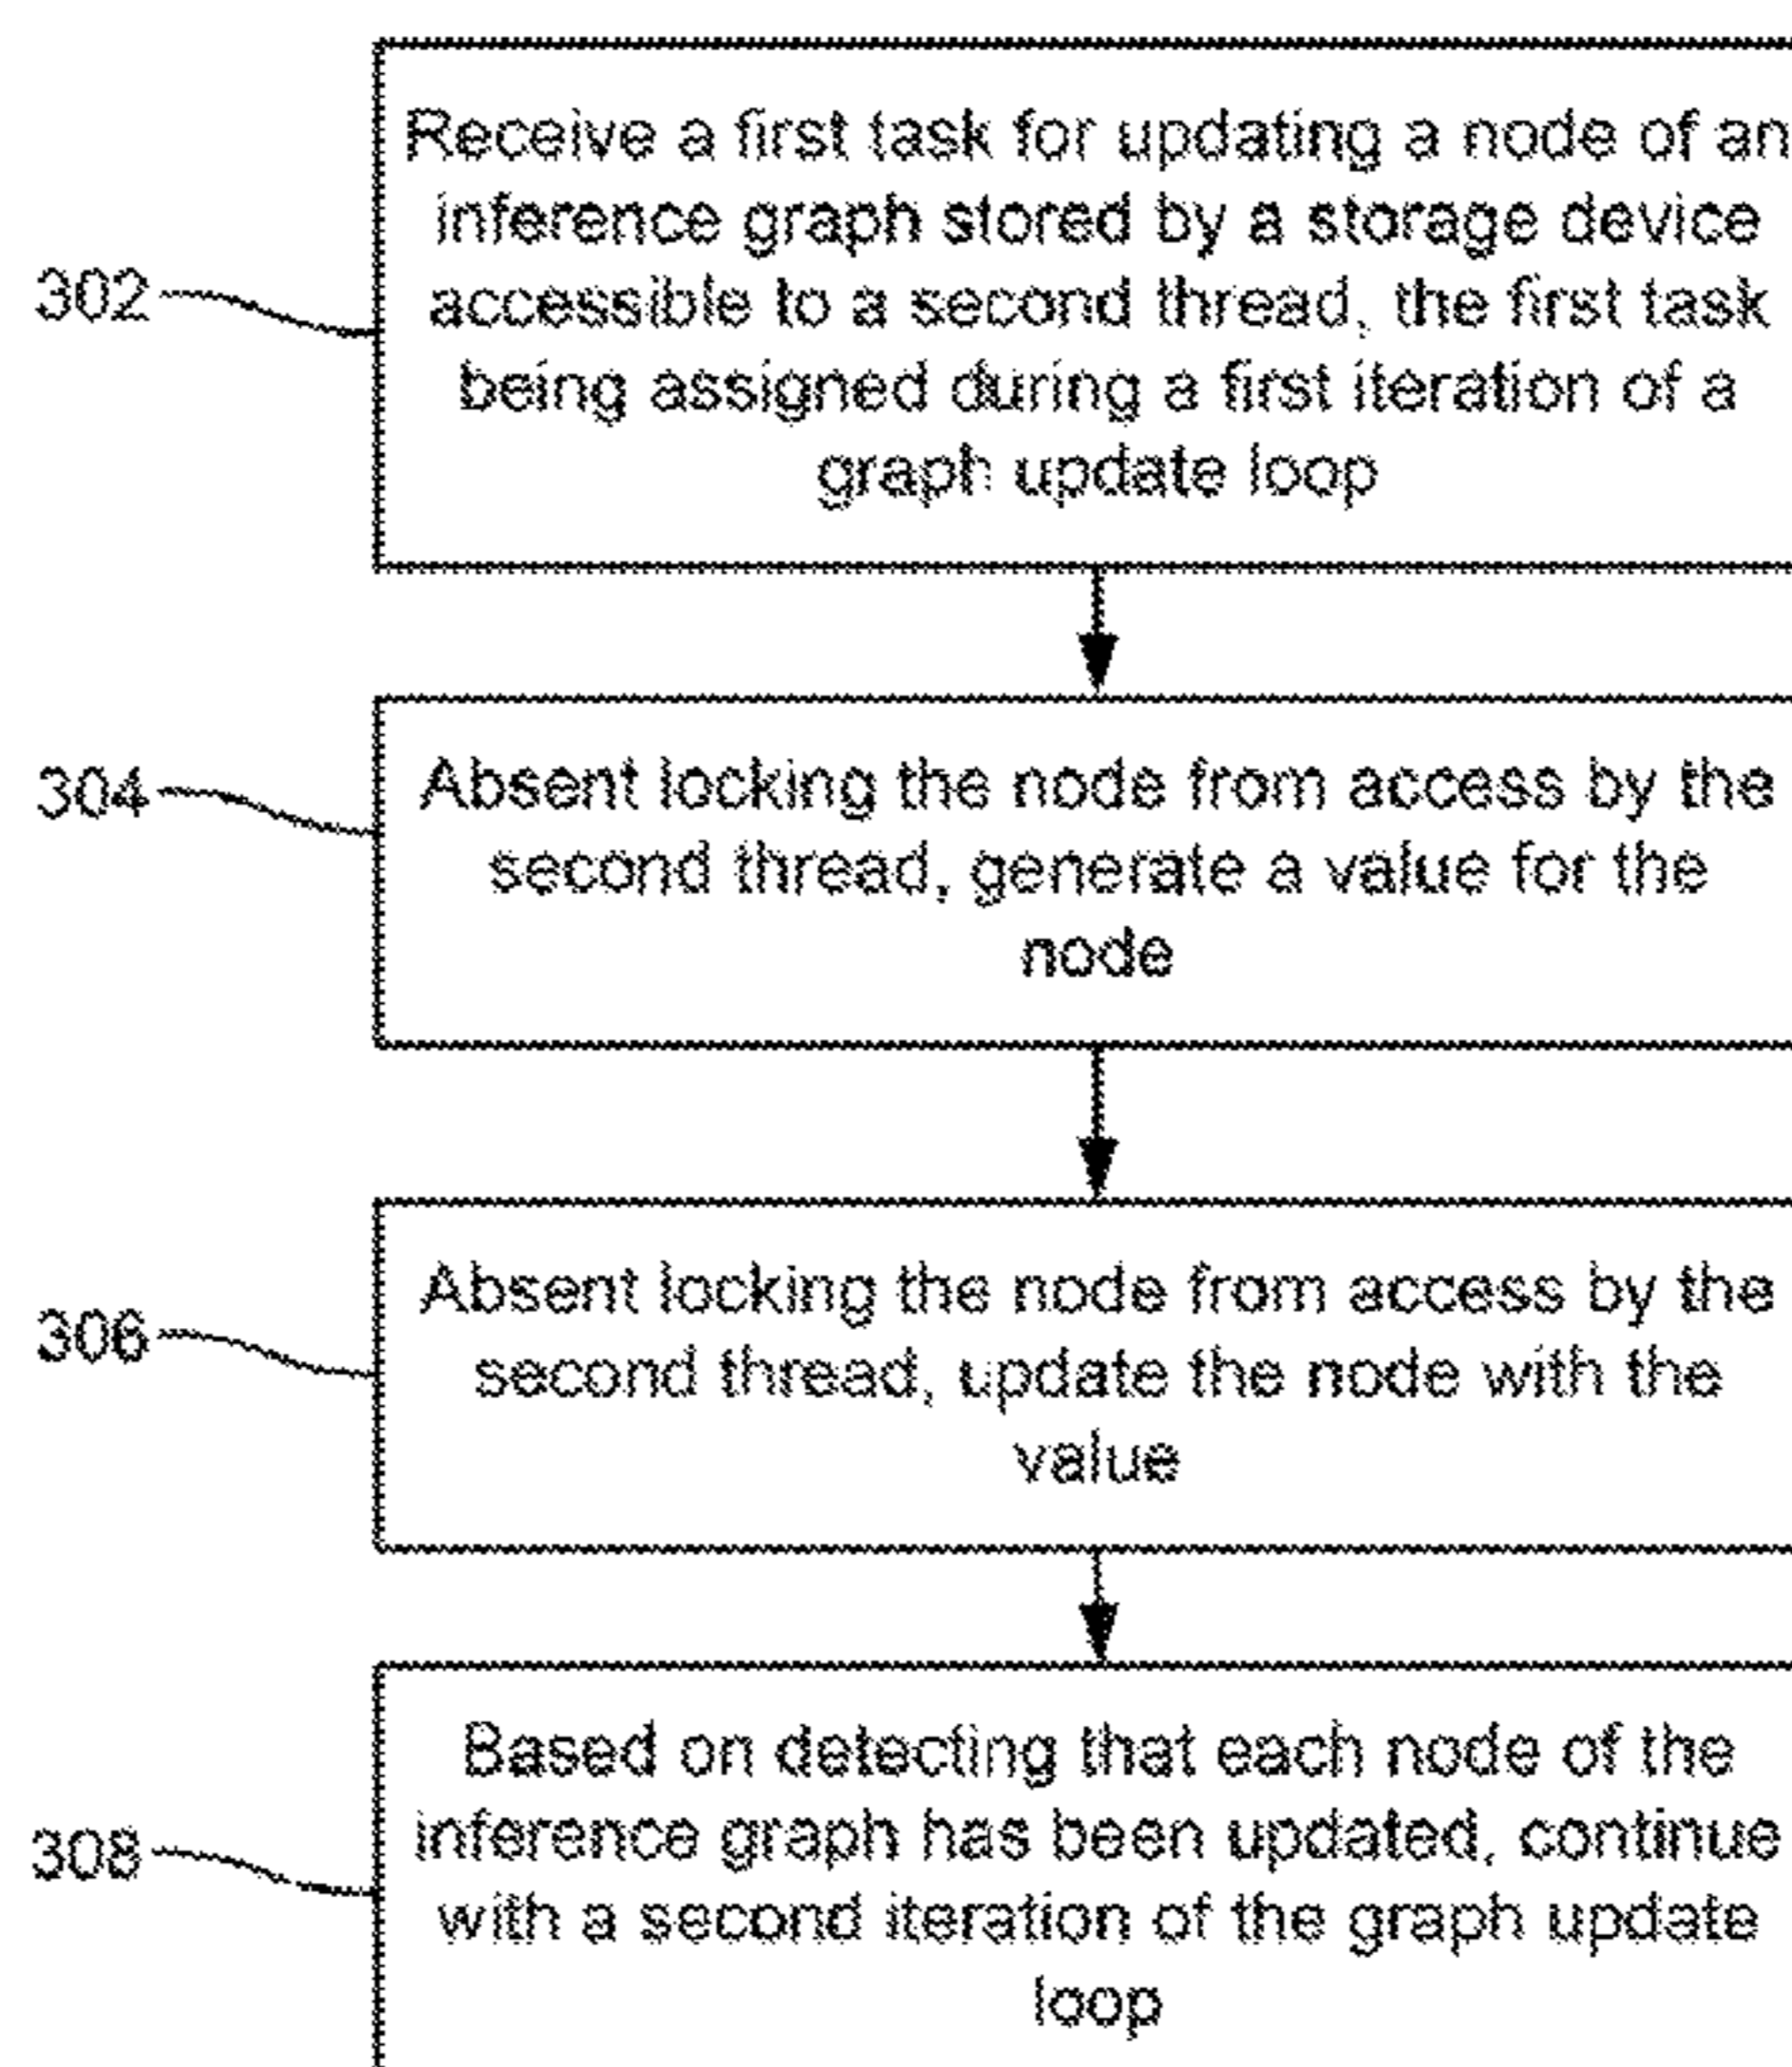 Receive a first task for updating a node of an
inference graph stored by a storage device
302
accessible to a second thread, the first task
being assigned during a first iteration of a
graph update loop
304
Absent locking the node from access by the
second thread, generate a value for the
node
306
Absent locking the node from access by the
second thread, update the node with the
value
308
Based on detecting that each node of the
inference graph has been updated, continue
with a second iteration of the graph update
loop